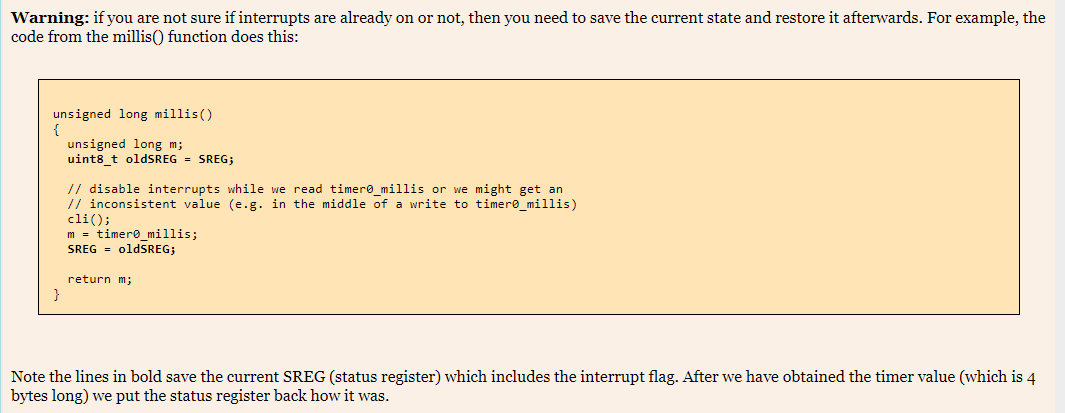 Warning: if you are not sure if interrupts are already on or not, then you need to save the current state and restore it afterwards. For example, the
code from the millis() function does this:
unsigned long millis()
{
  unsigned long m;
  uint8_t oldSREG = SREG;
  // disable interrupts while we read timer0_millis or we might get an
  // inconsistent value (e.g. in the middle of a write to timer0_millis)
  cli();
  m = timer0_millis;
  SREG = oldSREG;
  return m;
}
Note the lines in bold save the current SREG (status register) which includes the interrupt flag. After we have obtained the timer value (which is 4
bytes long) we put the status register back how it was.